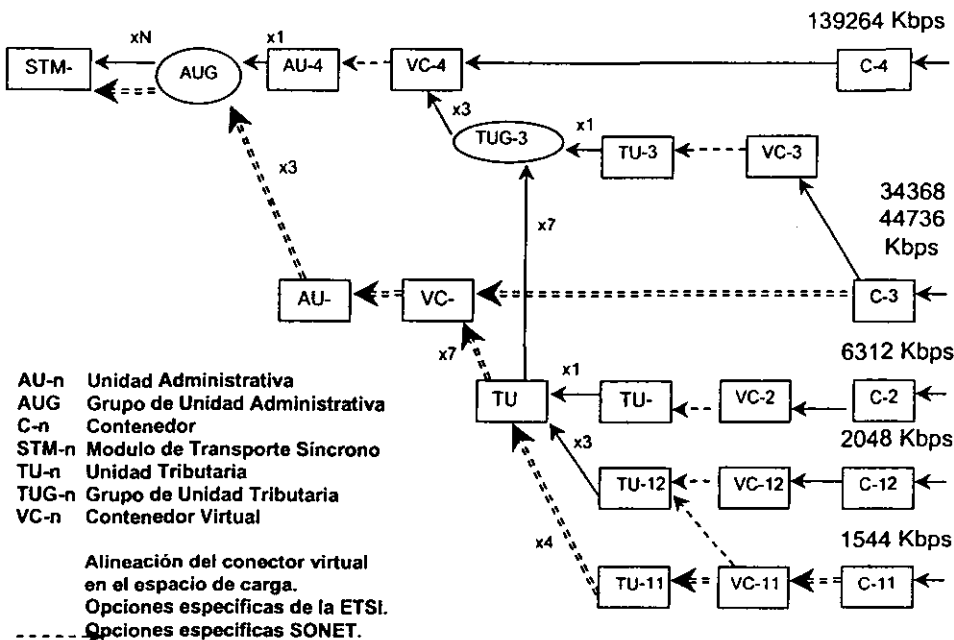 139264 Kbps
xN
x1
STM-
AUG
AU-4
VC-4
C-4
x3
TUG-3
x1
TU-3
VC-3
x3
34368
44736
Kbps
x7
AU-
VC-
C-3
x7
6312 Kbps
x1
TU
TU-
VC-2
C-2
2048 Kbps
x3
TU-12
VC-12
C-12
x4
1544 Kbps
TU-11
VC-11
C-11
AU-n Unidad Administrativa
AUG Grupo de Unidad Administrativa
C-n Contenedor
STM-n Modulo de Transporte Síncrono
TU-n Unidad Tributaria
TUG-n Grupo de Unidad Tributaria
VC-n Contenedor Virtual
Alineación del conector virtual
en el espacio de carga.
Opciones específicas de la ETSI.
Opciones específicas SONET.